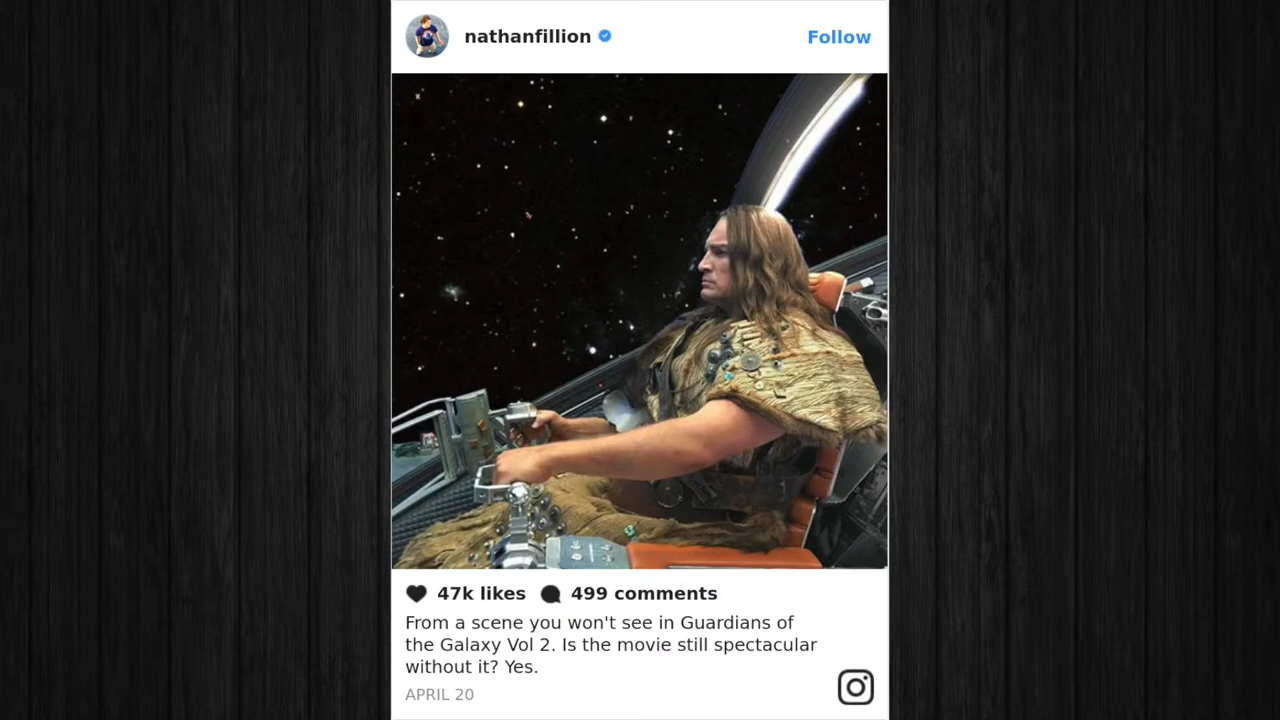 nathanfillion
Follow
47k likes 499 comments
From a scene you won't see in Guardians of
the Galaxy Vol 2. Is the movie still spectacular
without it? Yes.
APRIL 20